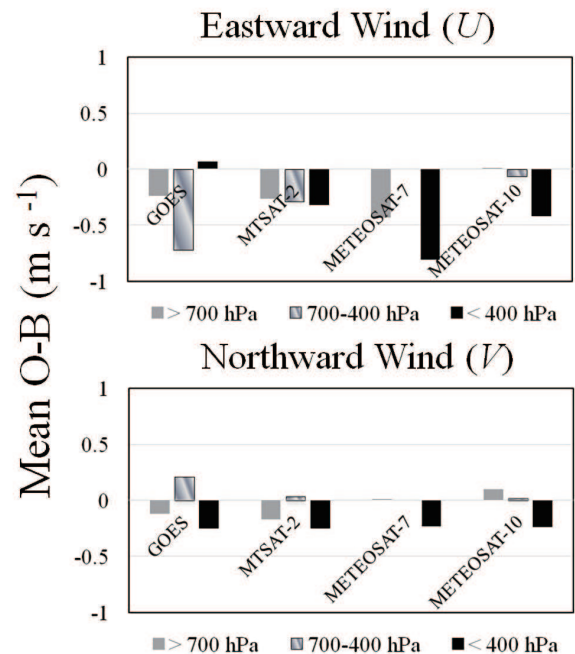 Eastward Wind (U)
1
0.5
0
-0.5
-1
GOES
MTSAT-2
METEOSAT-7
METEOSAT-10
> 700 hPa 700-400 hPa < 400 hPa
Mean O-B (m s -1)
Northward Wind (V)
1
0.5
0
-0.5
-1
GOES
MTSAT-2
METEOSAT-7
METEOSAT-10
> 700 hPa 700-400 hPa < 400 hPa